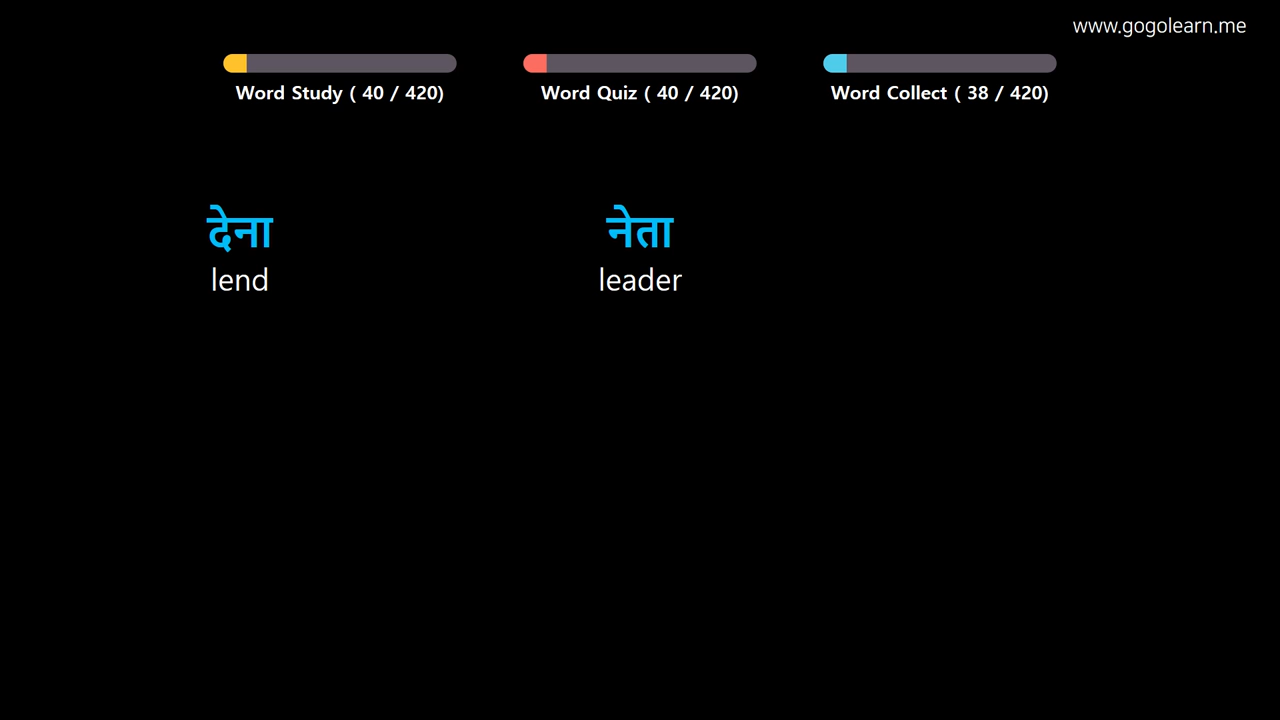 www.gogolearn.me
Word Study ( 40 / 420) Word Quiz ( 40 / 420) Word Collect ( 38 / 420)
देना नेता
lend leader